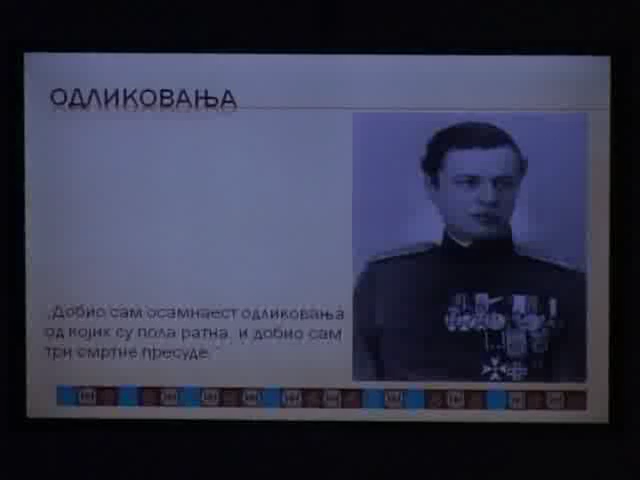 ОДЛИКОВАЊА
„Добио сам осамнаест одликовања
од којих су пола ратна, и добио сам
три смртне пресуде."